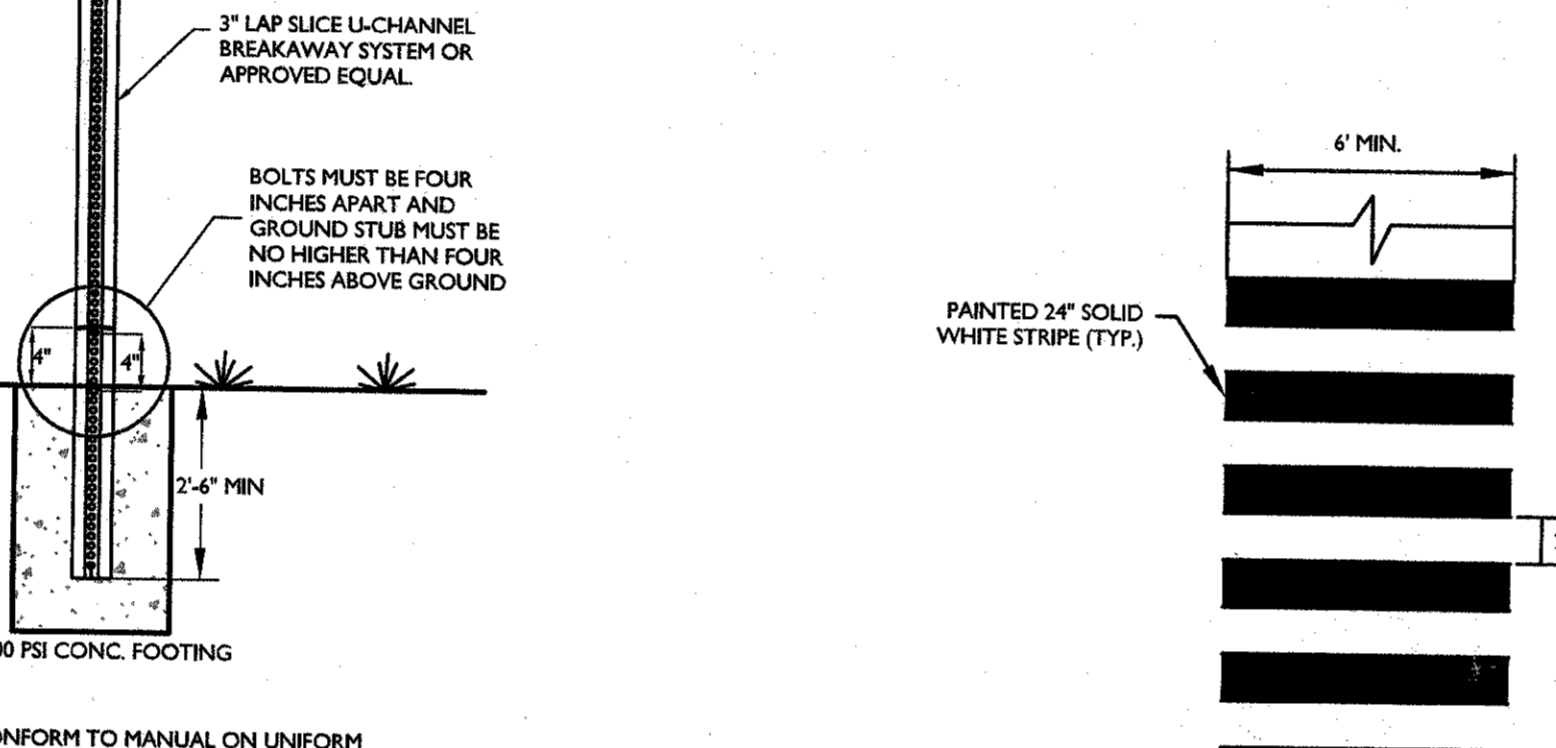 3" LAP SLICE U-CHANNEL
BREAKAWAY SYSTEM OR
APPROVED EQUAL.
BOLTS MUST BE FOUR
INCHES APART AND
GROUND STUB MUST BE
NO HIGHER THAN FOUR
INCHES ABOVE GROUND
4"
4"
2'-6" MIN
00 PSI CONC. FOOTING
ONFORM TO MANUAL ON UNIFORM
6' MIN.
PAINTED 24" SOLID
WHITE STRIPE (TYP.)